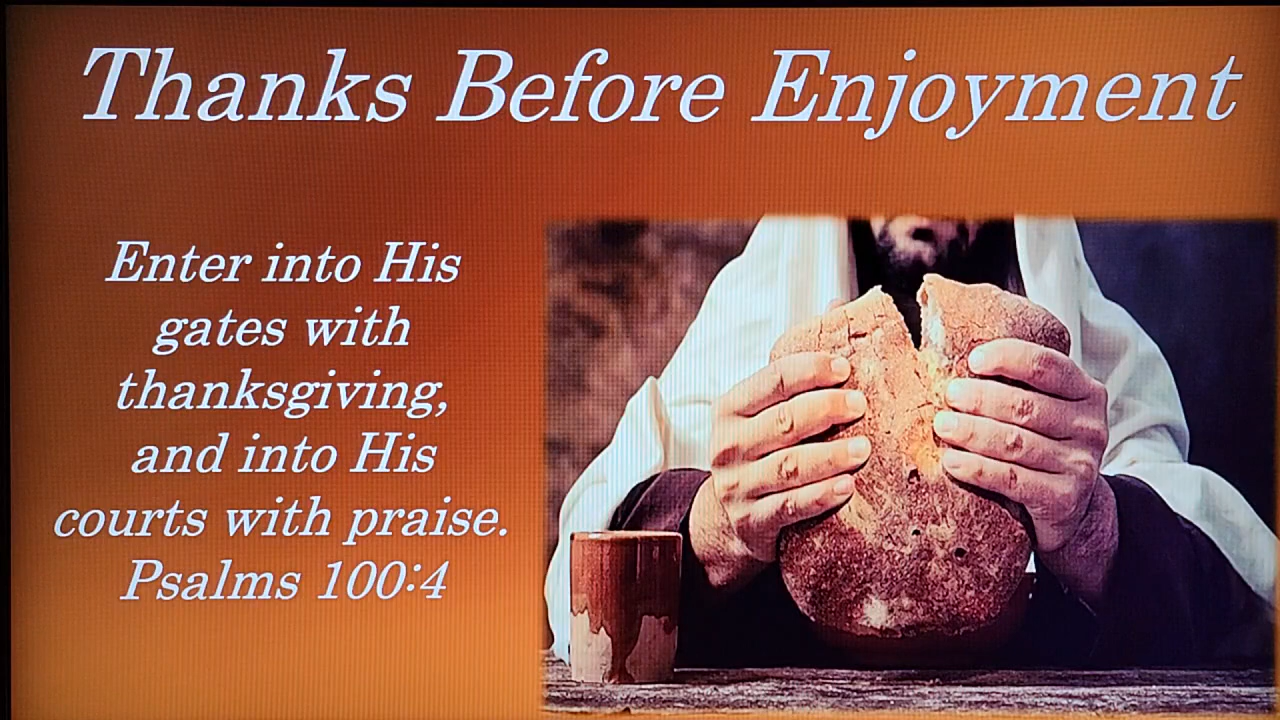 Thanks Before Enjoyment
Enter into His
gates with
thanksgiving,
and into His
courts with praise.
Psalms 100:4